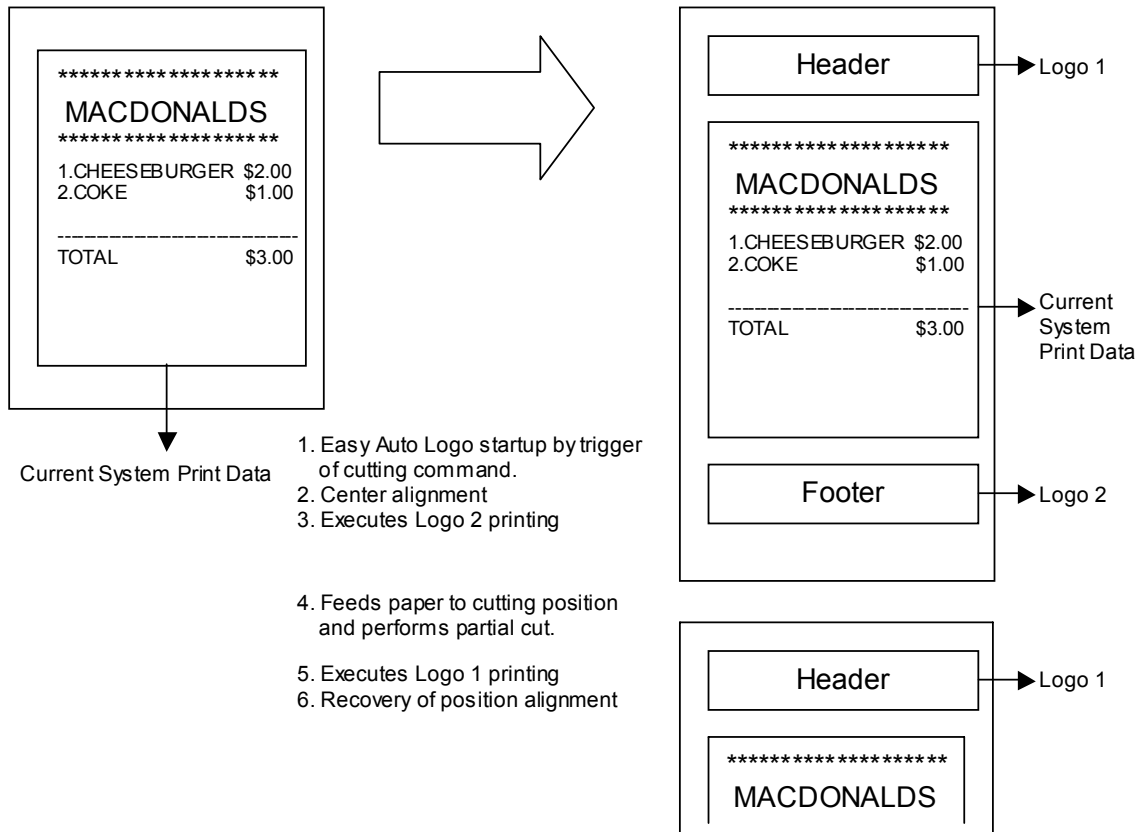 ********************
MACDONALDS
********************
1.CHEESEBURGER $2.00
2.COKE $1.00
------------------------------
TOTAL $3.00
Current System Print Data
1. Easy Auto Logo startup by trigger
of cutting command.
2. Center alignment
3. Executes Logo 2 printing
4. Feeds paper to cutting position
and performs partial cut.
5. Executes Logo 1 printing
6. Recovery of position alignment
Header
Logo 1
********************
MACDONALDS
********************
1.CHEESEBURGER $2.00
2.COKE $1.00
------------------------------
TOTAL $3.00
Current
System
Print Data
Footer
Logo 2
Header
Logo 1
********************
MACDONALDS